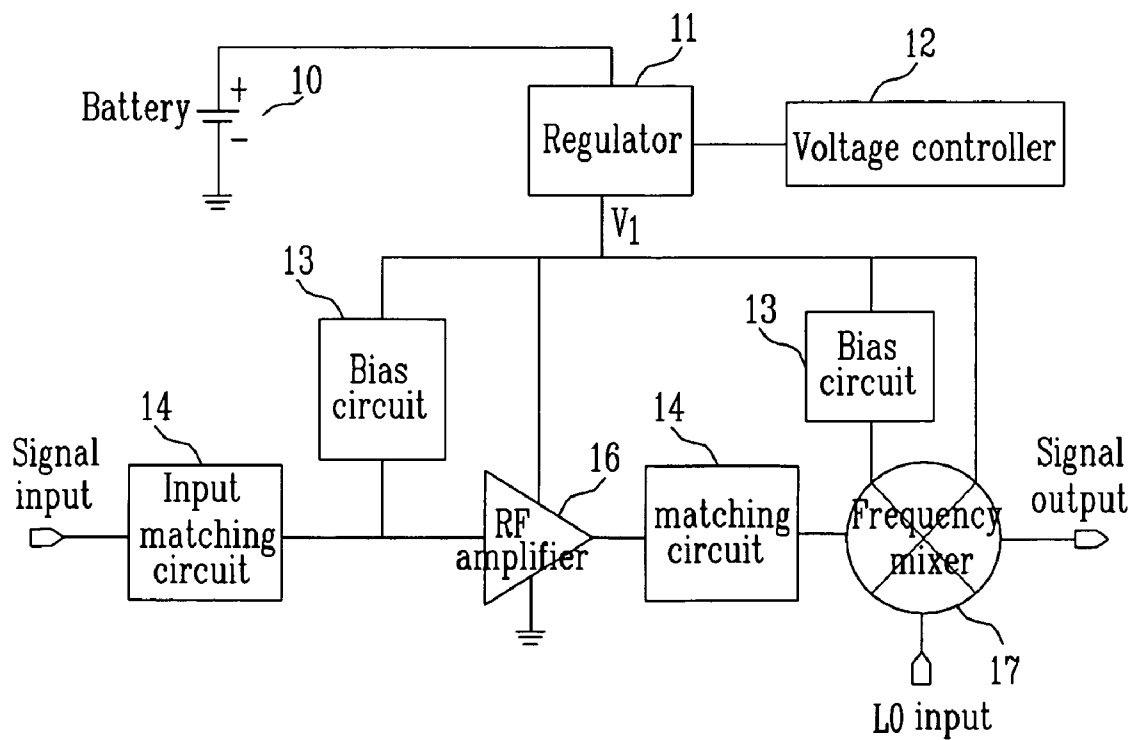 11
12
10
Battery
+
-
Regulator
Voltage controller
V1
13
13
Bias
circuit
Bias
circuit
14
14
16
Signal
input
Input
matching
circuit
RF
amplifier
matching
circuit
Frequency
mixer
Signal
output
17
LO input